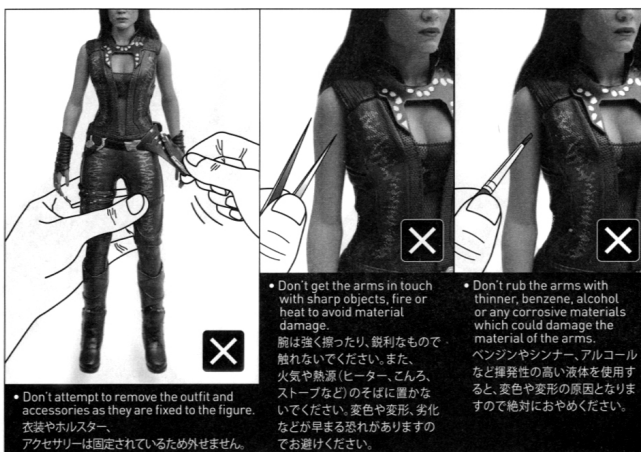 • Don't attempt to remove the outfit and
accessories as they are fixed to the figure.
衣装やホルスター、
アクセサリーは固定されているため外せません。
• Don't get the arms in touch
with sharp objects, fire or
heat to avoid material
damage.
腕は強く擦ったり、鋭利なもので
触れないでください。また、
火気や熱源(ヒーター、こんろ、
ストーブなど)のそばに置かな
いでください。変色や変形、劣化
などが早まる恐れがありますの
でお避けください。
• Don't rub the arms with
thinner, benzene, alcohol
or any corrosive materials
which could damage the
material of the arms.
ベンジンやシンナー、アルコール
など揮発性の高い液体を使用す
ると、変色や変形の原因となりま
すので絶対におやめください。